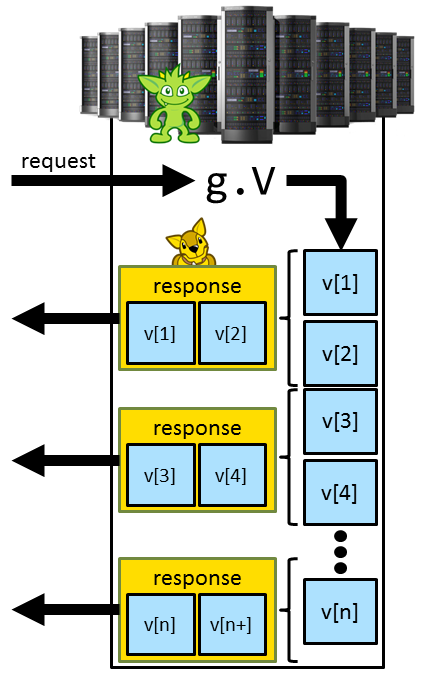 request
g.V
response
v[1] v[2]
v[1]
v[2]
response
v[3] v[4]
v[3]
v[4]
response
v[n] v[n+]
v[n]